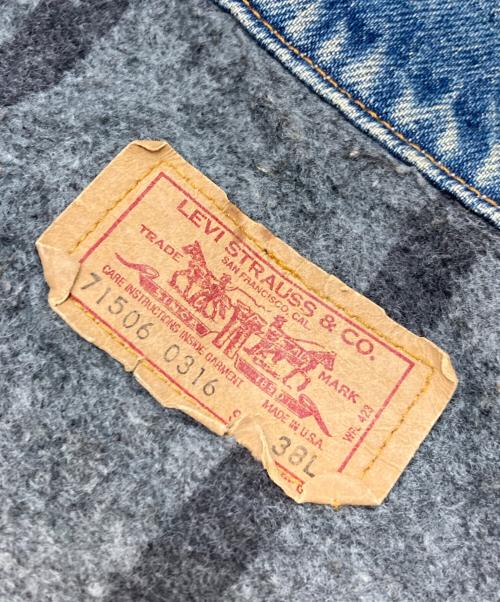 LEVI STRAUSS & CO.
TRADE MARK
SAN FRANCISCO, CAL.
CARE INSTRUCTIONS INSIDE GARMENT
MADE IN U.S.A.
WPL 423
71506 0316
38L